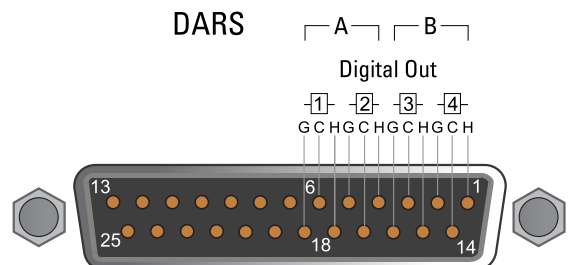 DARS A B
Digital Out
1 2 3 4
G C H G C H G C H G C H
13 6 1
25 18 14